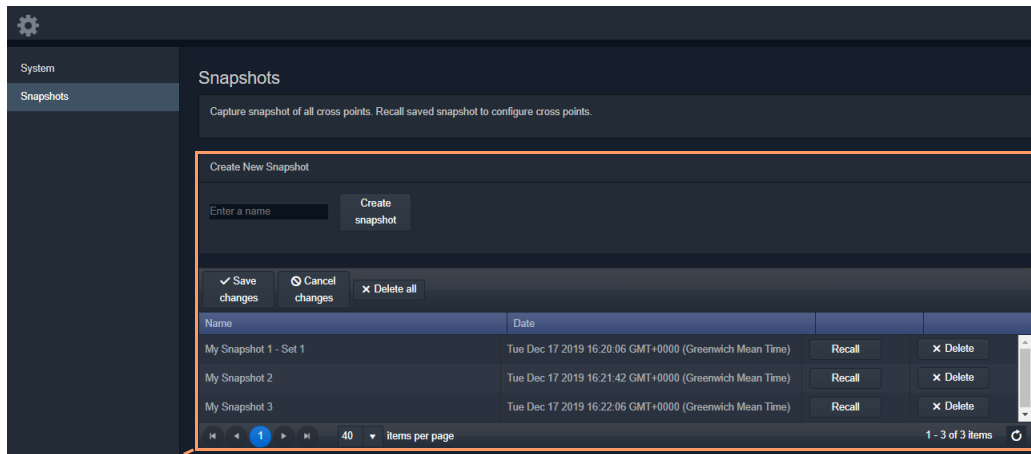 System
Snapshots
Snapshots
Capture snapshot of all cross points. Recall saved snapshot to configure cross points.
Create New Snapshot
Enter a name
Create
snapshot
Save
changes
Cancel
changes
Delete all
Name Date
My Snapshot 1 - Set 1 Tue Dec 17 2019 16:20:06 GMT+0000 (Greenwich Mean Time) Recall Delete
My Snapshot 2 Tue Dec 17 2019 16:21:42 GMT+0000 (Greenwich Mean Time) Recall Delete
My Snapshot 3 Tue Dec 17 2019 16:22:06 GMT+0000 (Greenwich Mean Time) Recall Delete
1 40 items per page 1 - 3 of 3 items